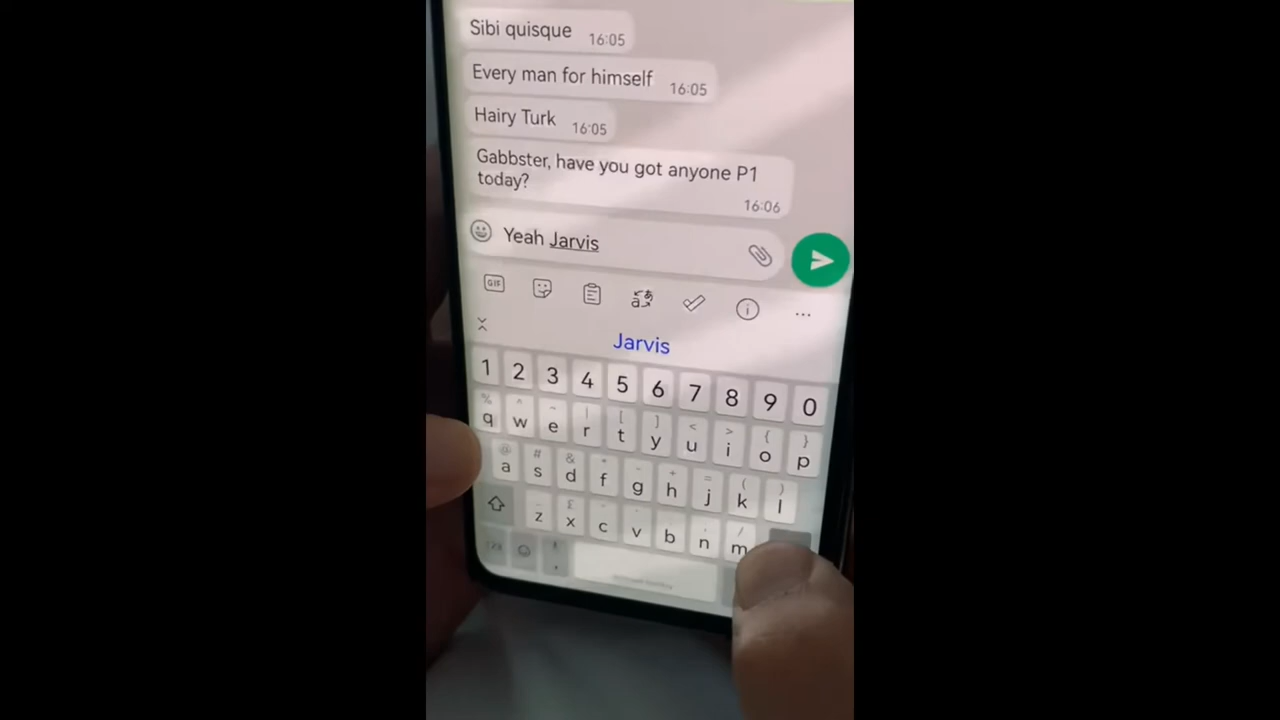 Sibi quisque 16:05
Every man for himself 16:05
Hairy Turk 16:05
Gabbster, have you got anyone P1
today?
16:06
Yeah Jarvis
GIF
Jarvis
1 2 3 4 5 6 7 8 9 0
% ^ ~ | [ ] < > { }
q w e r t y u i o p
@ # & * - + = ( )
a s d f g h j k l
£ /
z x c v b n m